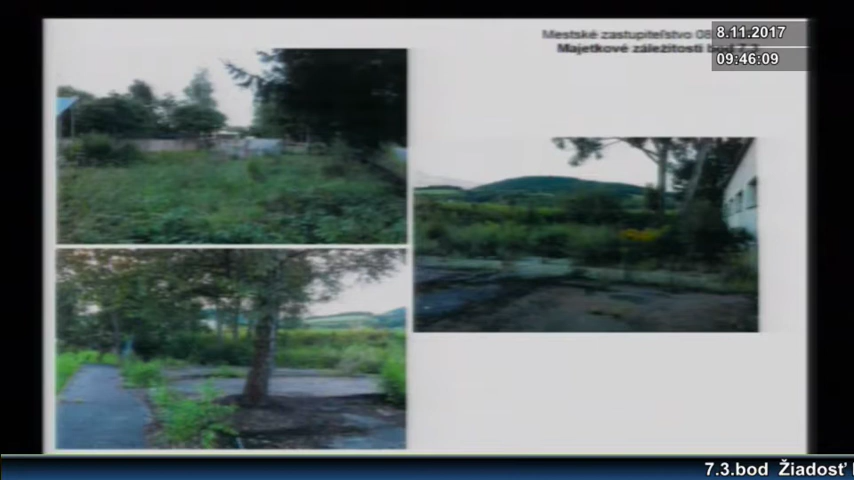 Mestské zastupiteľstvo 08
Majetkové záležitosti bod 7.3
8.11.2017
09:46:09
7.3.bod Žiadosť